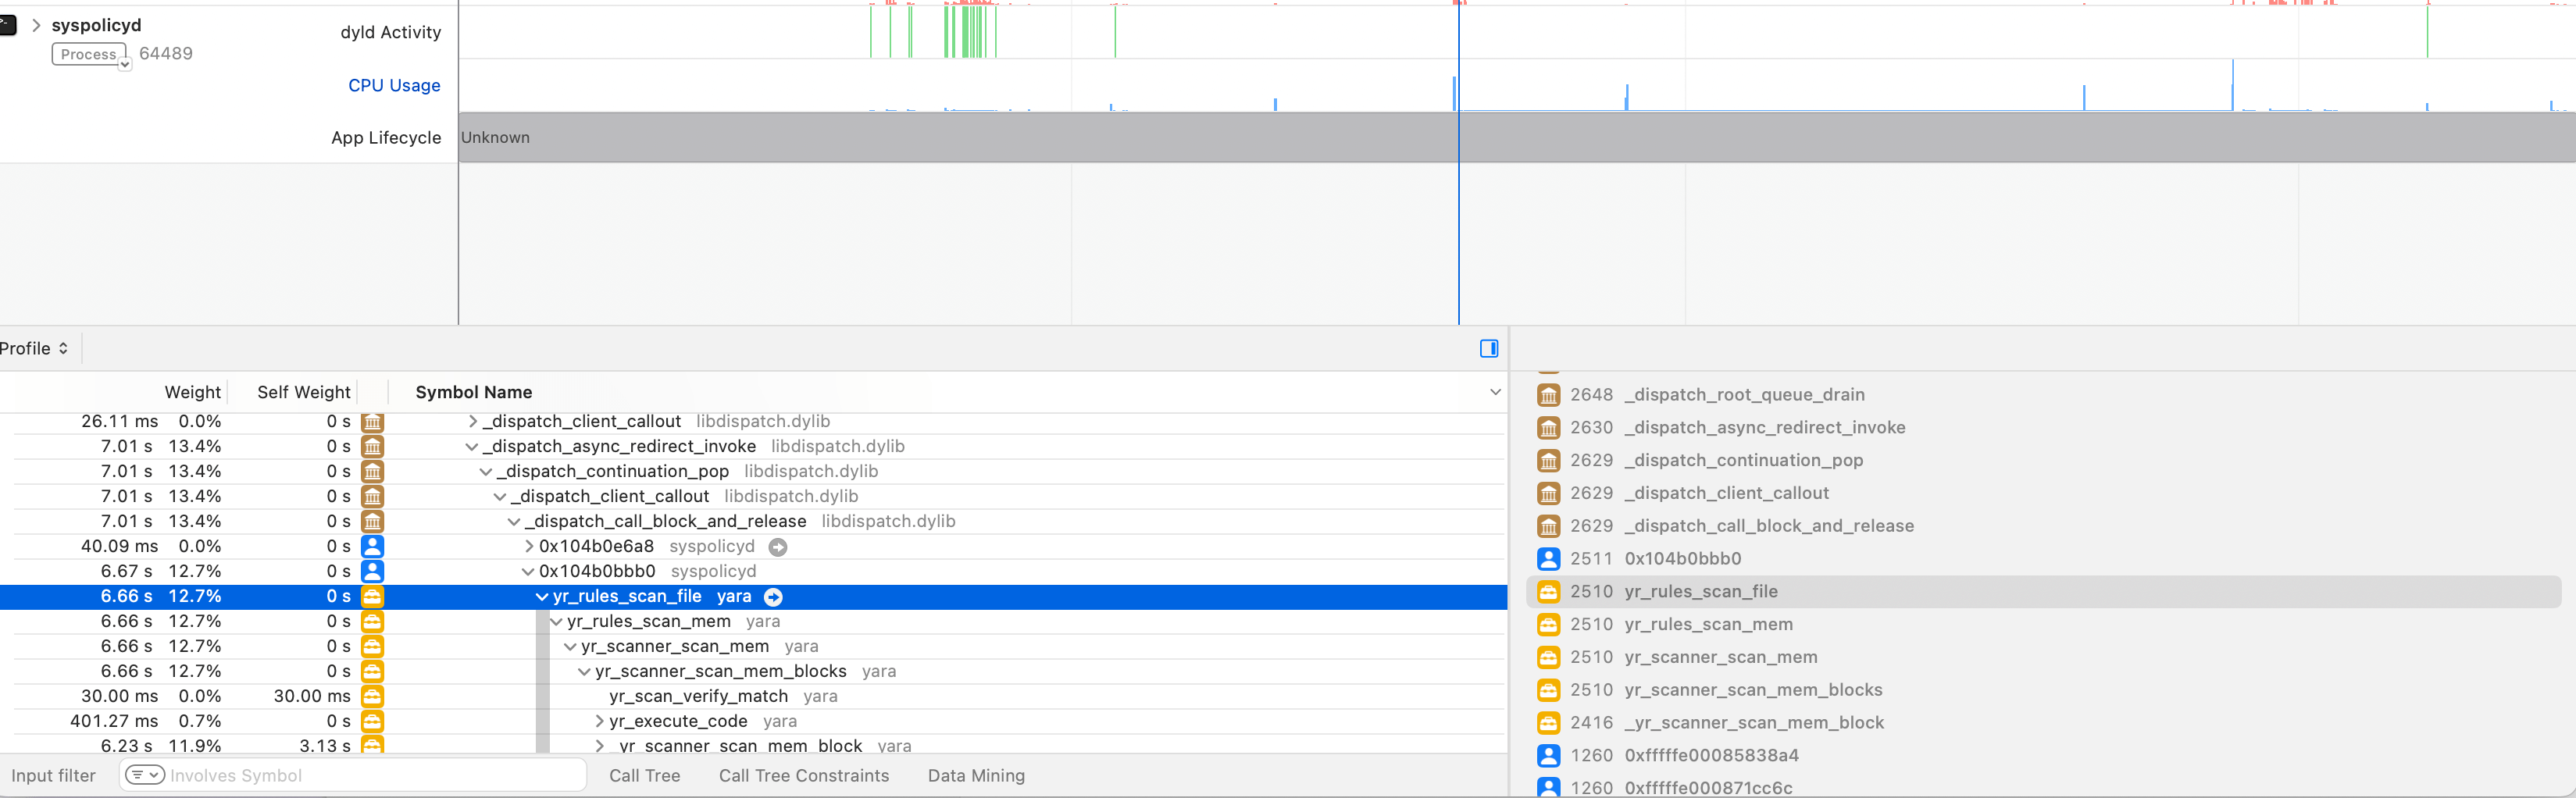 syspolicyd
Process 64489
dyld Activity
CPU Usage
App Lifecycle
Unknown
Profile
Weight Self Weight Symbol Name
26.11 ms 0.0% 0 s _dispatch_client_callout libdispatch.dylib
7.01 s 13.4% 0 s _dispatch_async_redirect_invoke libdispatch.dylib
7.01 s 13.4% 0 s _dispatch_continuation_pop libdispatch.dylib
7.01 s 13.4% 0 s _dispatch_client_callout libdispatch.dylib
7.01 s 13.4% 0 s _dispatch_call_block_and_release libdispatch.dylib
40.09 ms 0.0% 0 s 0x104b0e6a8 syspolicyd
6.67 s 12.7% 0 s 0x104b0bbb0 syspolicyd
6.66 s 12.7% 0 s yr_rules_scan_file yara
6.66 s 12.7% 0 s yr_rules_scan_mem yara
6.66 s 12.7% 0 s yr_scanner_scan_mem yara
6.66 s 12.7% 0 s yr_scanner_scan_mem_blocks yara
30.00 ms 0.0% 30.00 ms yr_scan_verify_match yara
401.27 ms 0.7% 0 s yr_execute_code yara
6.23 s 11.9% 3.13 s _yr_scanner_scan_mem_block yara
Input filter Involves Symbol Call Tree Call Tree Constraints Data Mining
2648 _dispatch_root_queue_drain
2630 _dispatch_async_redirect_invoke
2629 _dispatch_continuation_pop
2629 _dispatch_client_callout
2629 _dispatch_call_block_and_release
2511 0x104b0bbb0
2510 yr_rules_scan_file
2510 yr_rules_scan_mem
2510 yr_scanner_scan_mem
2510 yr_scanner_scan_mem_blocks
2416 _yr_scanner_scan_mem_block
1260 0xfffffe00085838a4
1260 0xfffffe000871cc6c